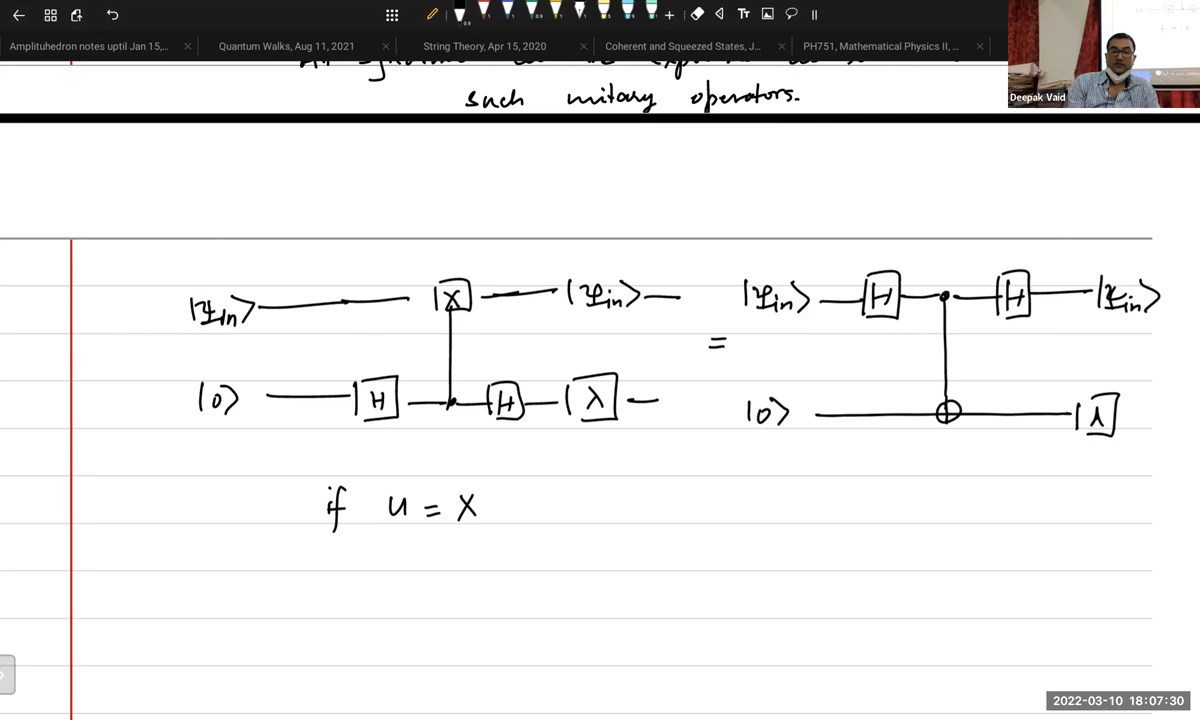 Amplituhedron notes uptil Jan 15,...
Quantum Walks, Aug 11, 2021
String Theory, Apr 15, 2020
Coherent and Squeezed States, J...
PH751, Mathematical Physics II, ...
such unitary operators.
Deepak Vaid
|ψin⟩ X |ψin⟩ = |ψin⟩ H H |ψin⟩
|0⟩ H H λ |0⟩ λ
if u = X
2022-03-10 18:07:30